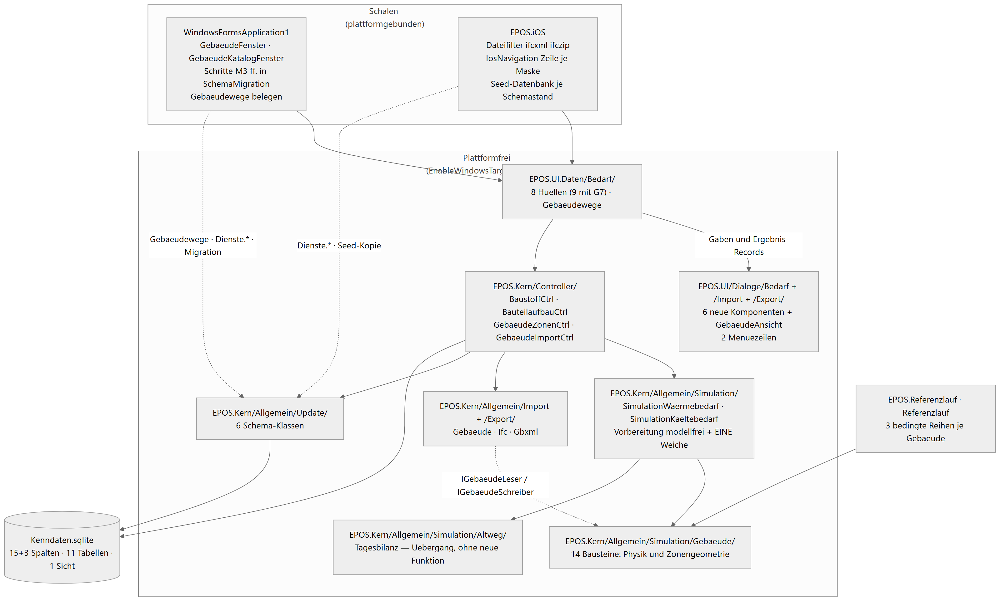 Schalen
(plattformgebunden)
WindowsFormsApplication1
GebaeudeFenster ·
GebaeudeKatalogFenster
Schritte M3 ff. in
SchemaMigration
Gebaeudewege belegen
EPOS.iOS
Dateifilter ifcxml ifczip
IosNavigation Zeile je
Maske
Seed-Datenbank je
Schemastand
Plattformfrei
(EnableWindowsTarg
EPOS.UI.Daten/Bedarf/
8 Huellen (9 mit G7) ·
Gebaeudewege
Gebaeudewege · Dienste.* ·
Migration
Dienste.* · Seed-Kopie
Gaben und Ergebnis-
Records
EPOS.Kern/Controller/
BaustoffCtrl ·
BauteilaufbauCtrl
GebaeudeZonenCtrl ·
GebaeudeImportCtrl
EPOS.UI/Dialoge/Bedarf +
/Import + /Export/
6 neue Komponenten +
GebaeudeAnsicht
2 Menuezeilen
EPOS.Kern/Allgemein/Update/
6 Schema-Klassen
EPOS.Kern/Allgemein/Import
+ /Export/
Gebaeude · Ifc · Gbxml
EPOS.Kern/Allgemein/Simulation/
SimulationWaermebedarf ·
SimulationKaeltebedarf
Vorbereitung modellfrei + EINE
Weiche
EPOS.Referenzlauf ·
Referenzlauf
3 bedingte Reihen je
Gebaeude
IGebaeudeLeser /
IGebaeudeSchreiber
Kenndaten.sqlite
15+3 Spalten · 11 Tabellen ·
1 Sicht
EPOS.Kern/Allgemein/Simulation/Altweg/
Tagesbilanz — Uebergang, ohne neue
Funktion
EPOS.Kern/Allgemein/Simulation/Gebaeude/
14 Bausteine: Physik und Zonengeometrie